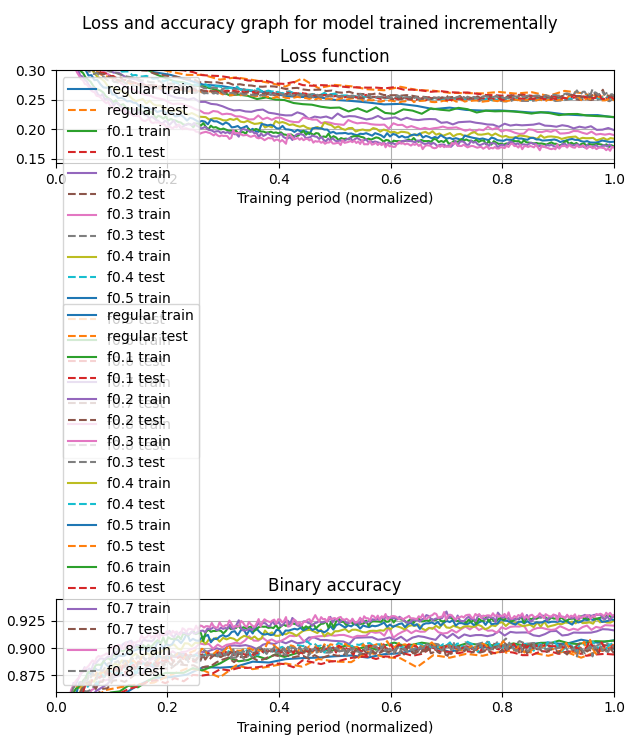 Loss and accuracy graph for model trained incrementally
Loss function
0.30
0.25
0.20
0.15
0.0
0.2
0.4
0.6
0.8
1.0
Training period (normalized)
regular train
regular test
f0.1 train
f0.1 test
f0.2 train
f0.2 test
f0.3 train
f0.3 test
f0.4 train
f0.4 test
f0.5 train
regular train
regular test
f0.1 train
f0.1 test
f0.2 train
f0.2 test
f0.3 train
f0.3 test
f0.4 train
f0.4 test
f0.5 train
f0.5 test
f0.6 train
f0.6 test
f0.7 train
f0.7 test
f0.8 train
f0.8 test
Binary accuracy
0.925
0.900
0.875
0.0
0.2
0.4
0.6
0.8
1.0
Training period (normalized)